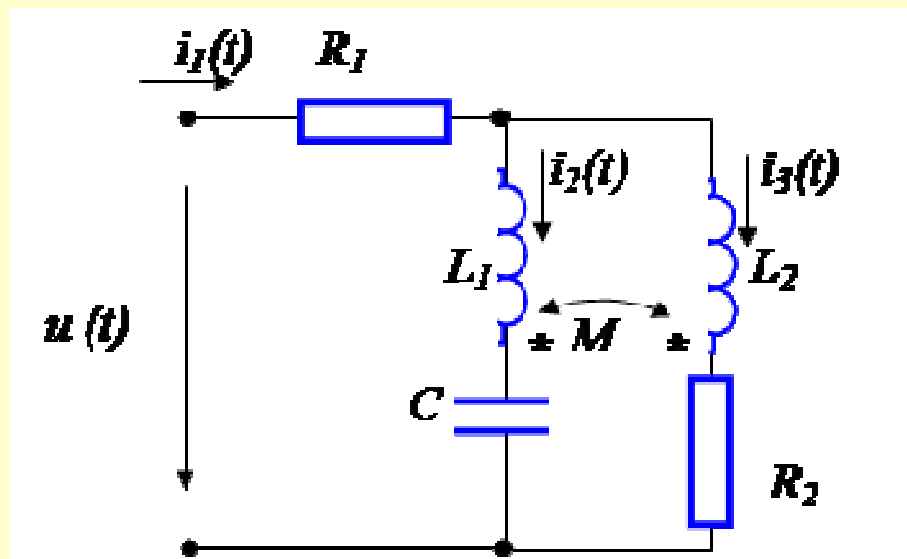 i1(t) R1
i2(t) i3(t)
L1 L2
u (t) * M *
C
R2